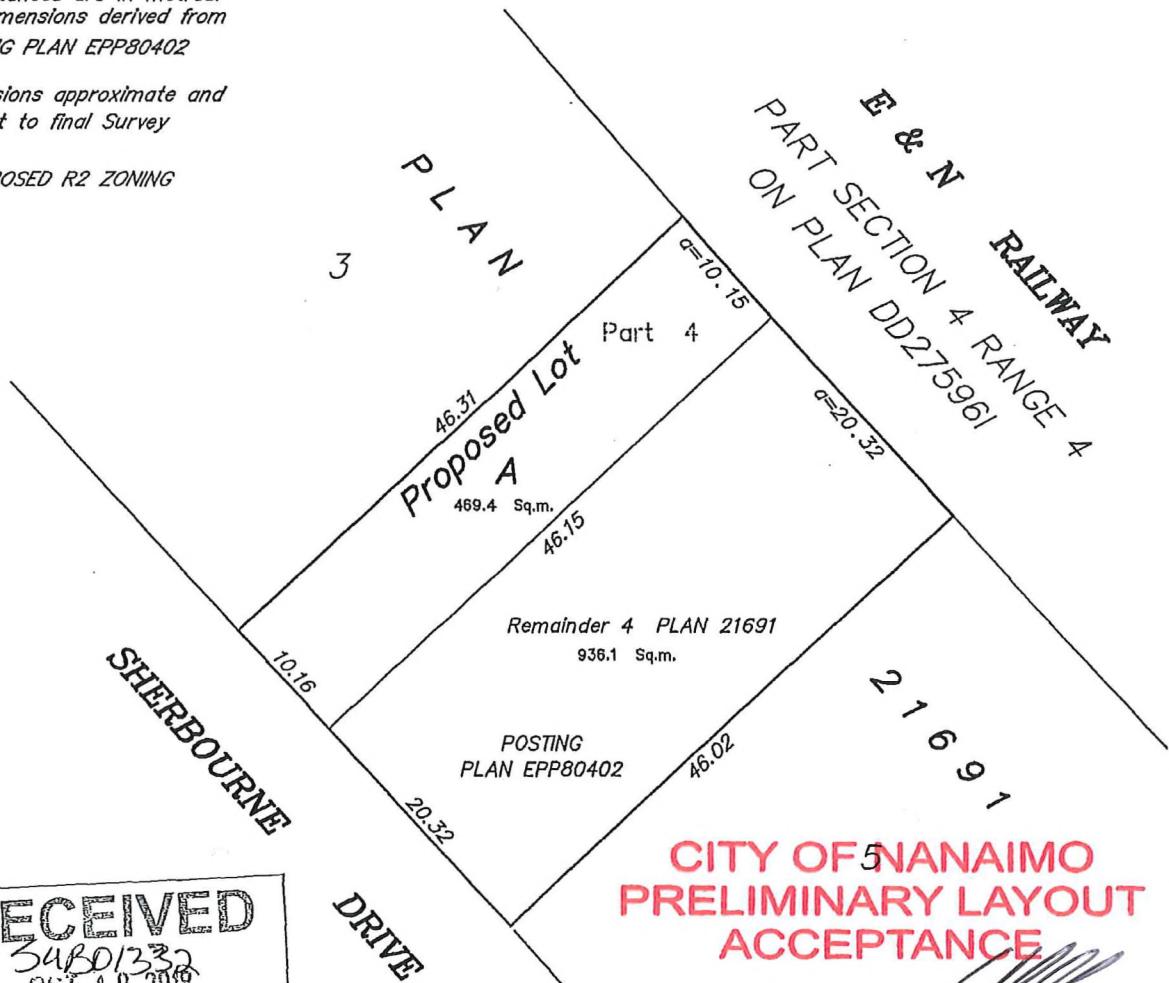 mensions derived from
G PLAN EPP80402
sions approximate and
t to final Survey
OSED R2 ZONING
PLAN
3
E & N RAILWAY
PART SECTION 4 RANGE 4
ON PLAN DD27596I
a=10.15
Part 4
46.31
Proposed Lot
A
469.4 Sq.m.
a=20.32
46.15
Remainder 4 PLAN 21691
936.1 Sq.m.
10.16
POSTING
PLAN EPP80402
46.02
21691
20.32
SHERBOURNE
DRIVE
5
CITY OF NANAIMO
PRELIMINARY LAYOUT
ACCEPTANCE
ECEIVED
SUB01332